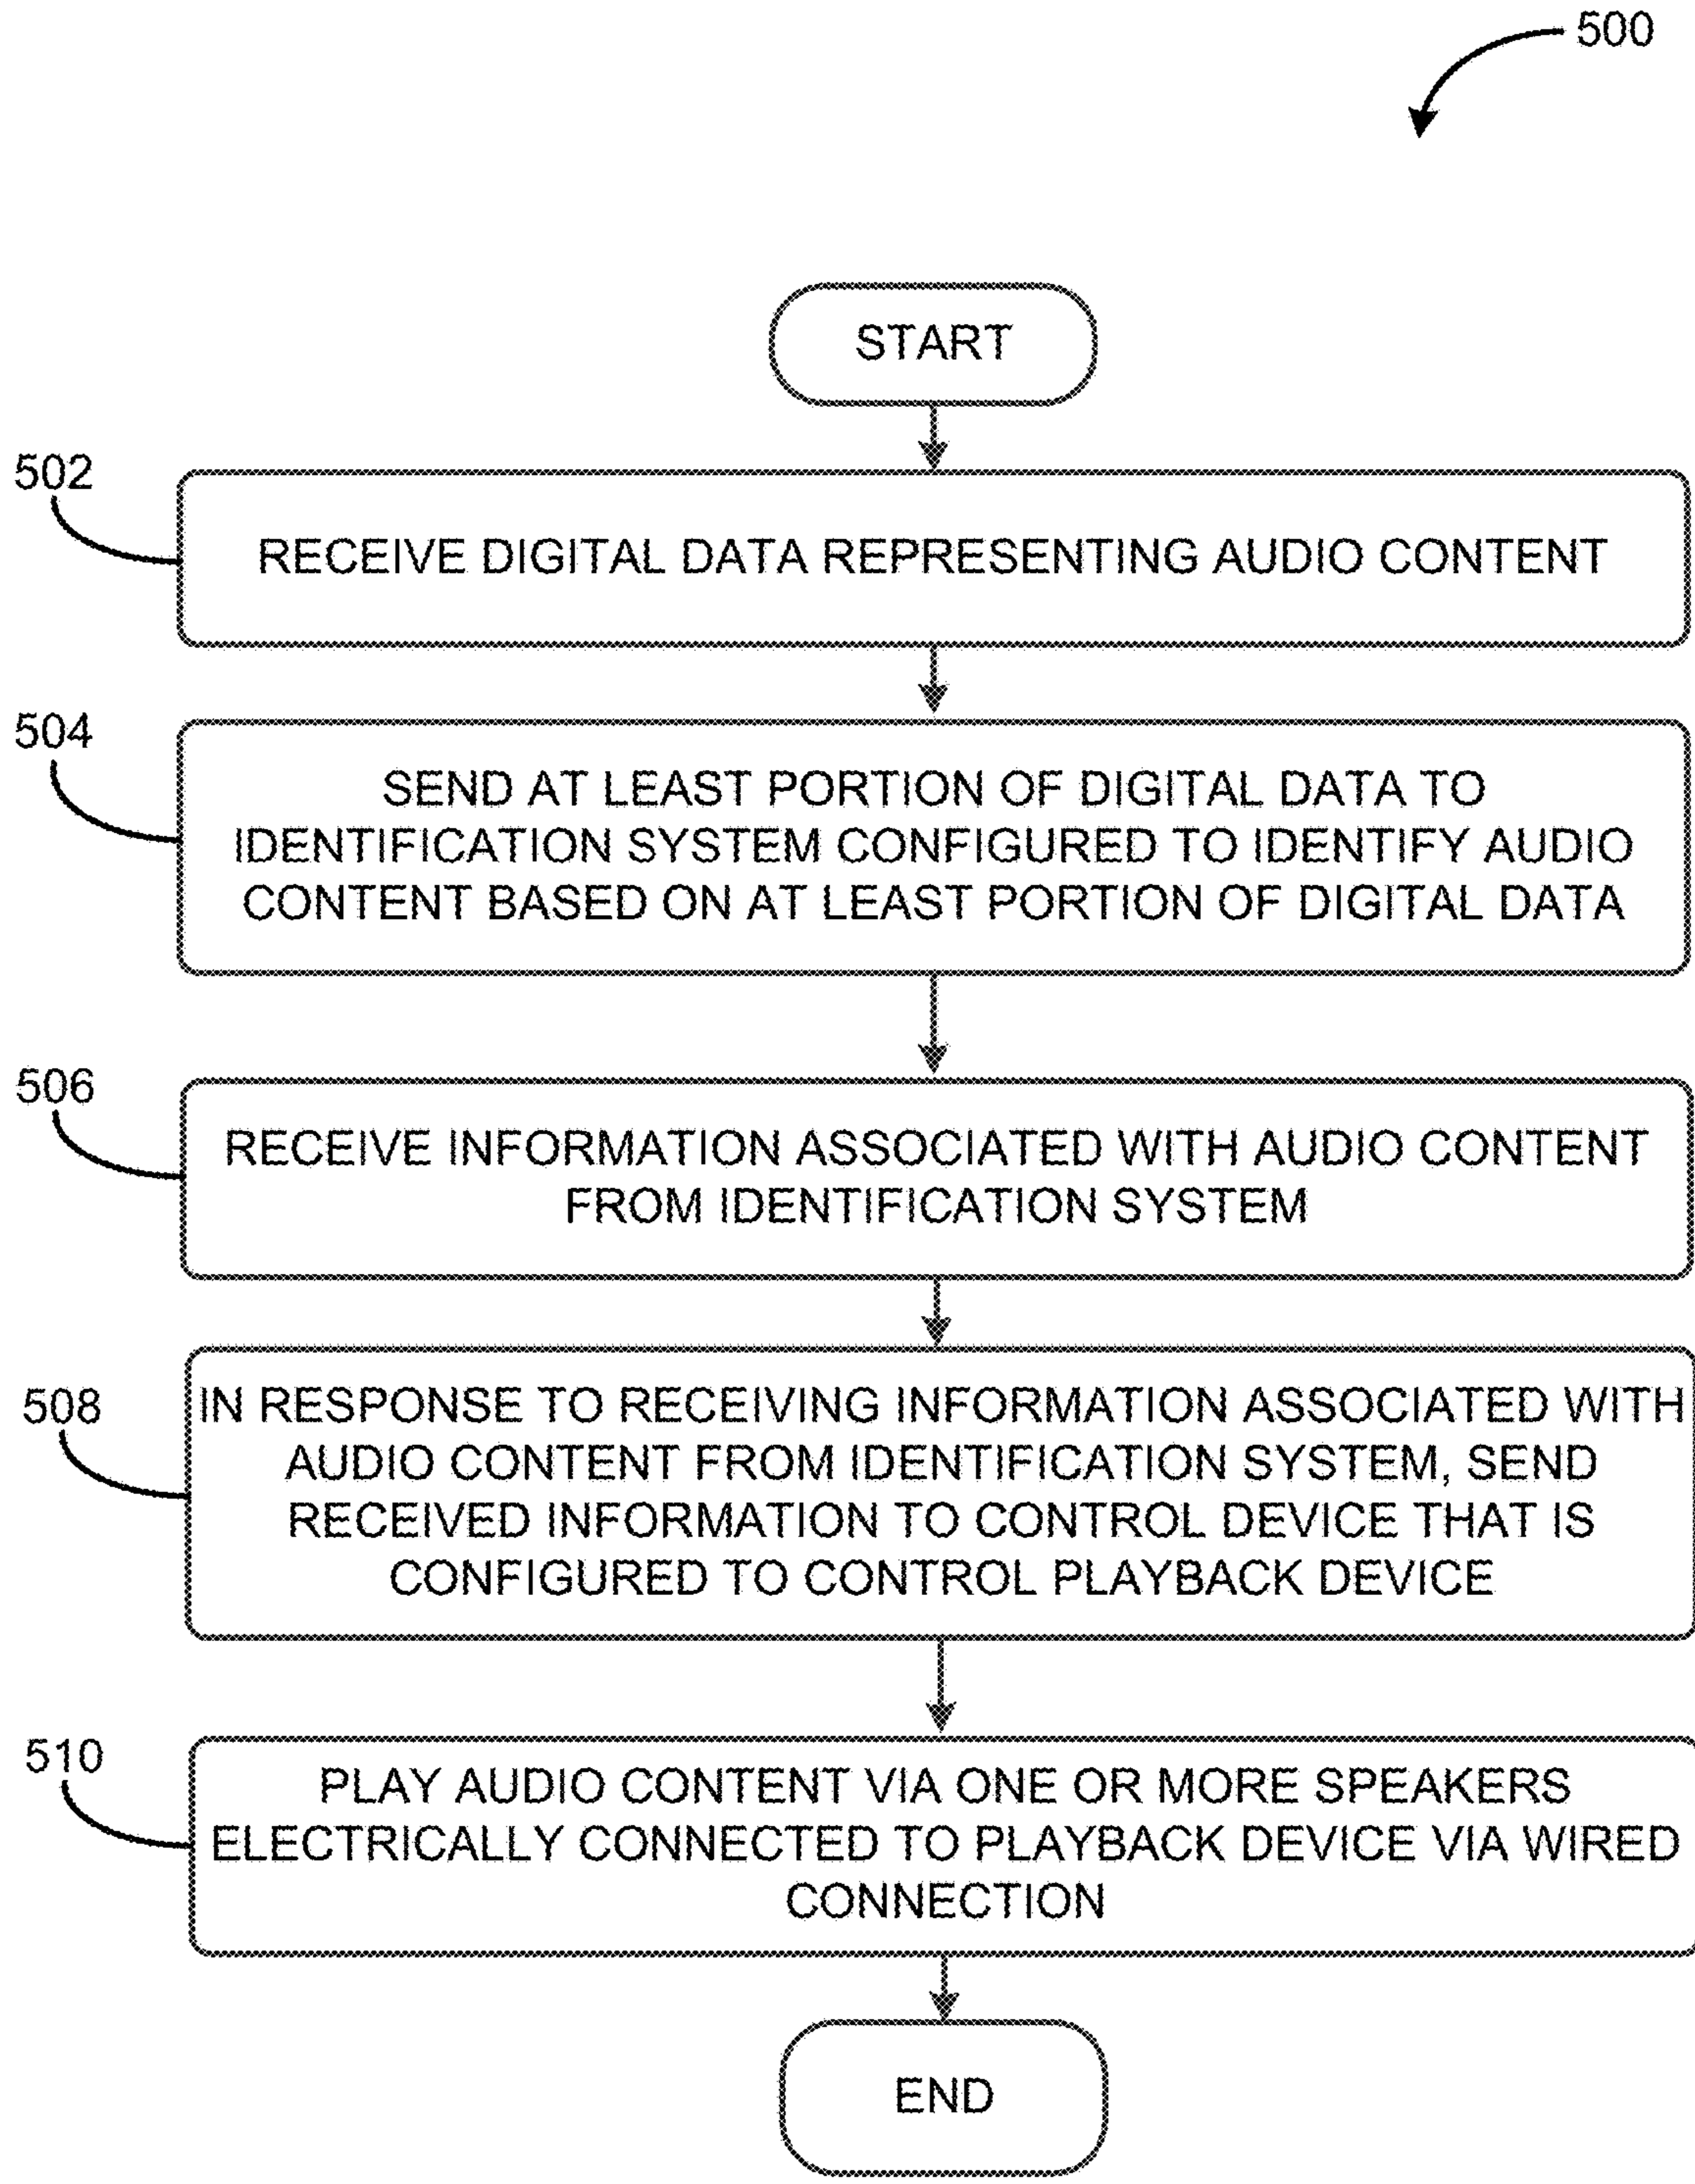 500
START
502
RECEIVE DIGITAL DATA REPRESENTING AUDIO CONTENT
504
SEND AT LEAST PORTION OF DIGITAL DATA TO
IDENTIFICATION SYSTEM CONFIGURED TO IDENTIFY AUDIO
CONTENT BASED ON AT LEAST PORTION OF DIGITAL DATA
506
RECEIVE INFORMATION ASSOCIATED WITH AUDIO CONTENT
FROM IDENTIFICATION SYSTEM
508
IN RESPONSE TO RECEIVING INFORMATION ASSOCIATED WITH
AUDIO CONTENT FROM IDENTIFICATION SYSTEM, SEND
RECEIVED INFORMATION TO CONTROL DEVICE THAT IS
CONFIGURED TO CONTROL PLAYBACK DEVICE
510
PLAY AUDIO CONTENT VIA ONE OR MORE SPEAKERS
ELECTRICALLY CONNECTED TO PLAYBACK DEVICE VIA WIRED
CONNECTION
END